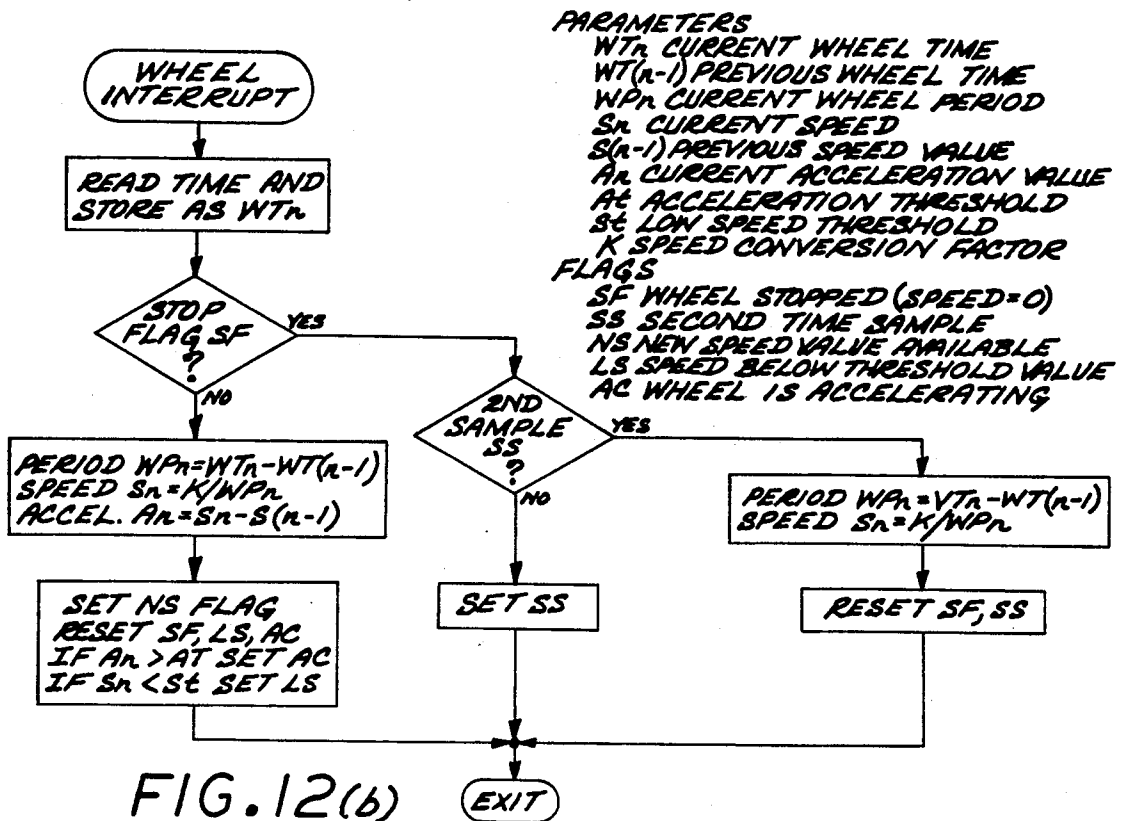 WHEEL
INTERRUPT
READ TIME AND
STORE AS WTn
STOP
FLAG SF
?
YES
NO
PERIOD WPn=WTn-WT(n-1)
SPEED Sn=K/WPn
ACCEL. An=Sn-S(n-1)
SET NS FLAG
RESET SF, LS, AC
IF An >AT SET AC
IF Sn <St SET LS
2ND
SAMPLE
SS
?
YES
NO
SET SS
PERIOD WPn=VTn-WT(n-1)
SPEED Sn=K/WPn
RESET SF, SS
EXIT
PARAMETERS
WTn CURRENT WHEEL TIME
WT(n-1) PREVIOUS WHEEL TIME
WPn CURRENT WHEEL PERIOD
Sn CURRENT SPEED
S(n-1) PREVIOUS SPEED VALUE
An CURRENT ACCELERATION VALUE
At ACCELERATION THRESHOLD
St LOW SPEED THRESHOLD
K SPEED CONVERSION FACTOR
FLAGS
SF WHEEL STOPPED (SPEED=0)
SS SECOND TIME SAMPLE
NS NEW SPEED VALUE AVAILABLE
LS SPEED BELOW THRESHOLD VALUE
AC WHEEL IS ACCELERATING
FIG. 12(b)